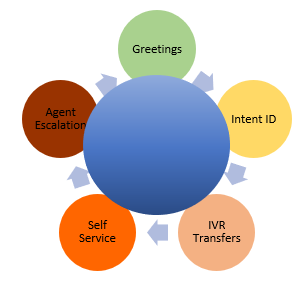 Greetings
Intent ID
IVR
Transfers
Self
Service
Agent
Escalation